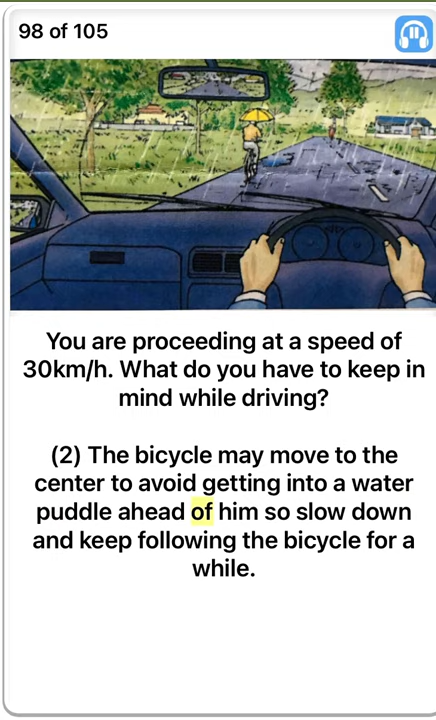 98 of 105
You are proceeding at a speed of
30km/h. What do you have to keep in
mind while driving?
(2) The bicycle may move to the
center to avoid getting into a water
puddle ahead of him so slow down
and keep following the bicycle for a
while.